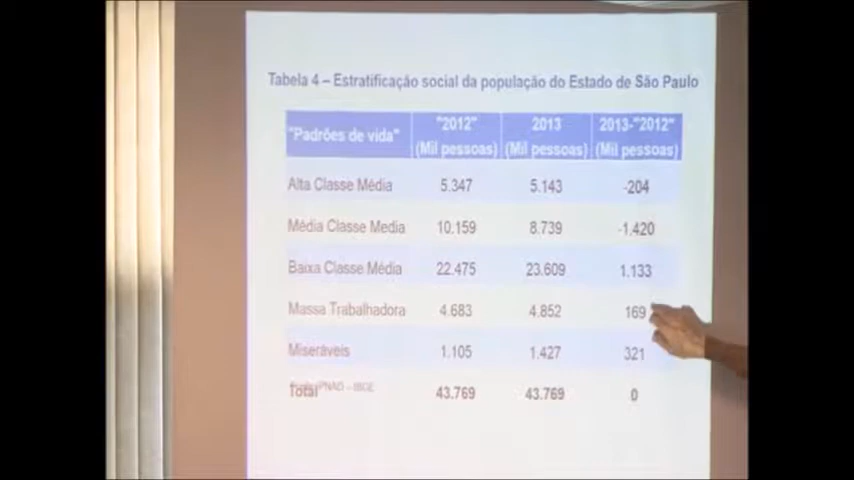 Tabela 4 – Estratificação social da população do Estado de São Paulo
"Padrões de vida" "2012" (Mil pessoas) 2013 (Mil pessoas) 2013-"2012" (Mil pessoas)
Alta Classe Média 5.347 5.143 -204
Média Classe Media 10.159 8.739 -1.420
Baixa Classe Média 22.475 23.609 1.133
Massa Trabalhadora 4.683 4.852 169
Miseráveis 1.105 1.427 321
Total 43.769 43.769 0
PNAD – IBGE